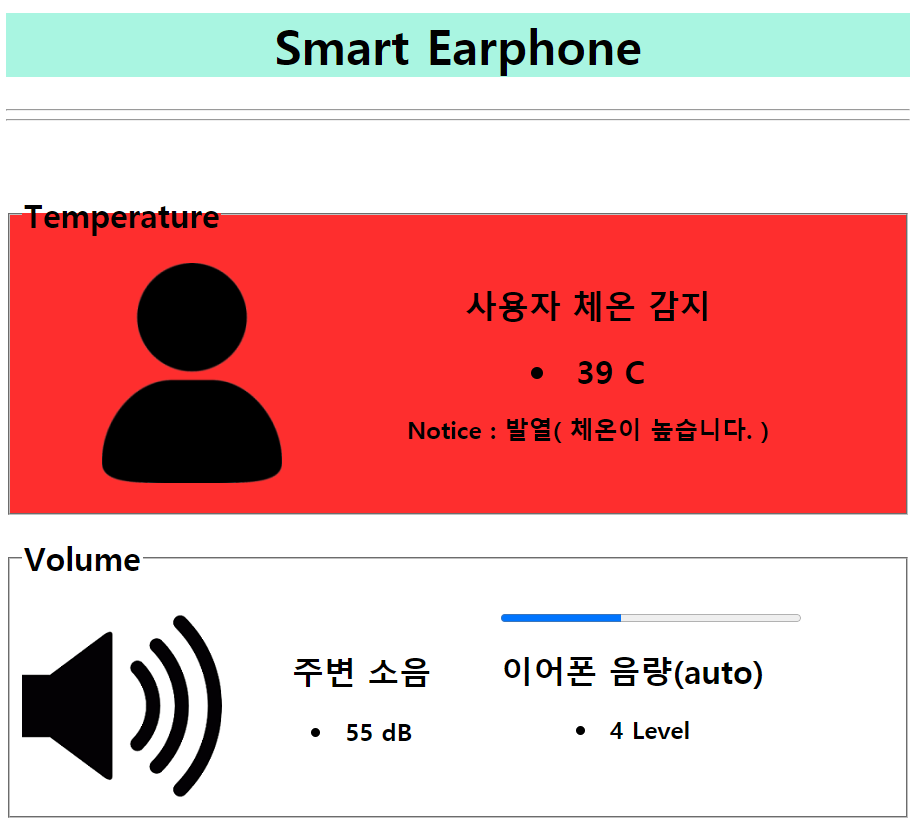 Smart Earphone
Temperature
사용자 체온 감지
• 39 C
Notice : 발열( 체온이 높습니다. )
Volume
주변 소음
• 55 dB
이어폰 음량(auto)
• 4 Level